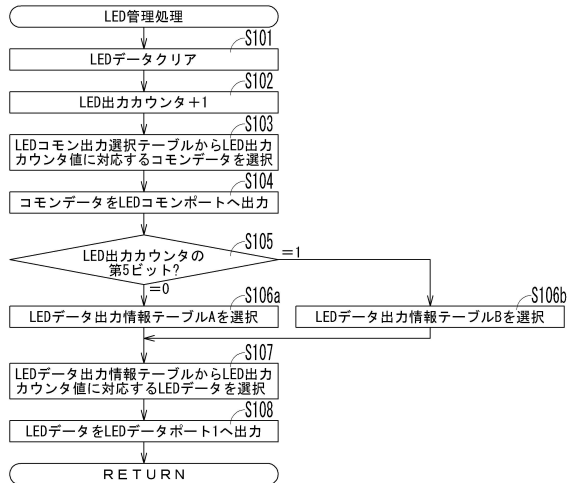 LED管理処理
S101
LEDデータクリア
S102
LED出力カウンタ＋1
S103
LEDコモン出力選択テーブルからLED出力
カウンタ値に対応するコモンデータを選択
S104
コモンデータをLEDコモンポートへ出力
S105
LED出力カウンタの
第5ビット?
=1
=0
S106a
LEDデータ出力情報テーブルAを選択
S106b
LEDデータ出力情報テーブルBを選択
S107
LEDデータ出力情報テーブルからLED出力
カウンタ値に対応するLEDデータを選択
S108
LEDデータをLEDデータポート1へ出力
RETURN